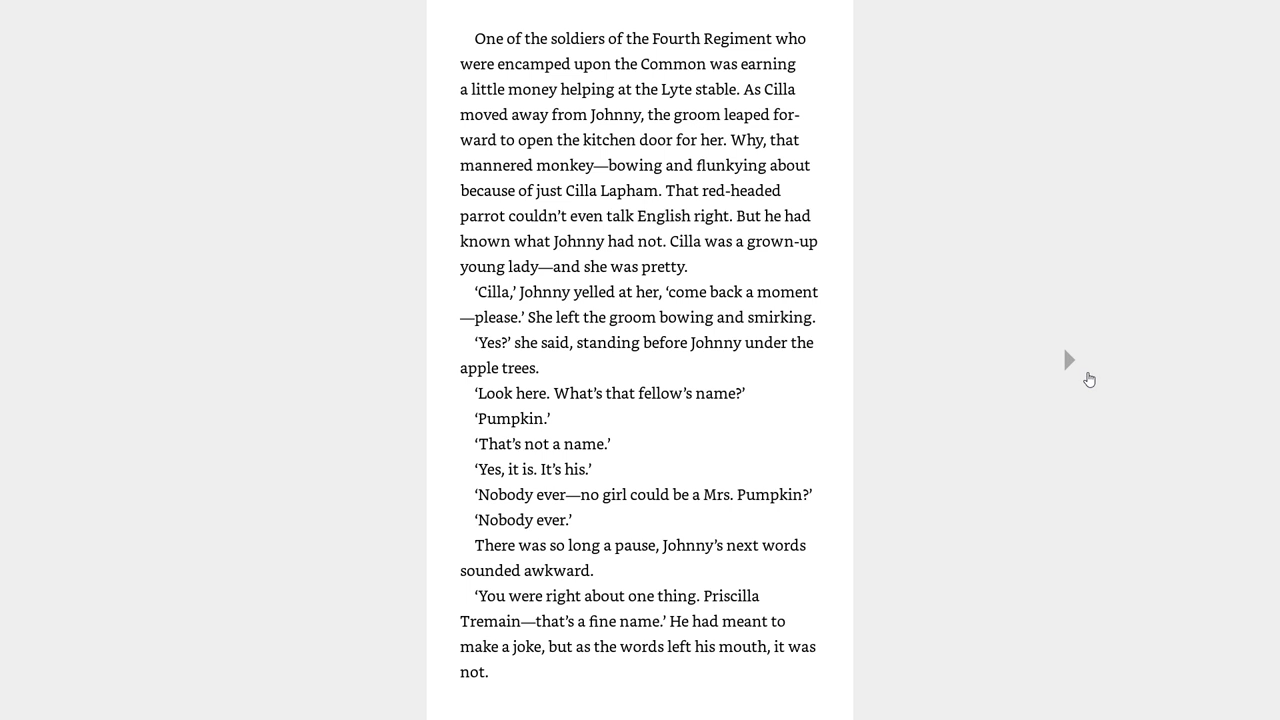 One of the soldiers of the Fourth Regiment who
were encamped upon the Common was earning
a little money helping at the Lyte stable. As Cilla
moved away from Johnny, the groom leaped for-
ward to open the kitchen door for her. Why, that
mannered monkey—bowing and flunkying about
because of just Cilla Lapham. That red-headed
parrot couldn’t even talk English right. But he had
known what Johnny had not. Cilla was a grown-up
young lady—and she was pretty.
‘Cilla,’ Johnny yelled at her, ‘come back a moment
—please.’ She left the groom bowing and smirking.
‘Yes?’ she said, standing before Johnny under the
apple trees.
‘Look here. What’s that fellow’s name?’
‘Pumpkin.’
‘That’s not a name.’
‘Yes, it is. It’s his.’
‘Nobody ever—no girl could be a Mrs. Pumpkin?’
‘Nobody ever.’
There was so long a pause, Johnny’s next words
sounded awkward.
‘You were right about one thing. Priscilla
Tremain—that’s a fine name.’ He had meant to
make a joke, but as the words left his mouth, it was
not.